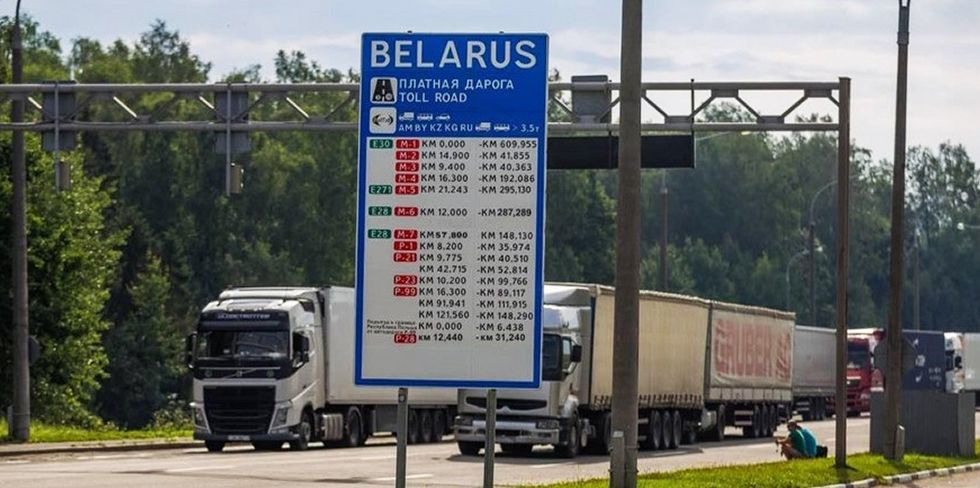 BELARUS
ПЛАТНАЯ ДАРОГА
TOLL ROAD
AM BY KZ KG RU > 3.5т
E30 M-1 KM 0,000 -KM 609.955
M-2 KM 14.900 -KM 41.855
M-3 KM 9.400 -KM 40.363
M-4 KM 16.300 -KM 192.086
E271 M-5 KM 21,243 -KM 295,130
E28 M-6 KM 12,000 -KM 287,289
E28 M-7 KM 57,800 -KM 148,130
P-1 KM 8.200 -KM 35.974
P-21 KM 9.775 -KM 40,510
KM 42,715 -KM 52,814
P-23 KM 10,200 -KM 99,766
P-99 KM 16,300 -KM 89,117
KM 91,941 -KM 111,915
KM 121,560 -KM 148,290
KM 0,000 -KM 6,438
P-28 KM 12,440 -KM 31,240
GRUBER